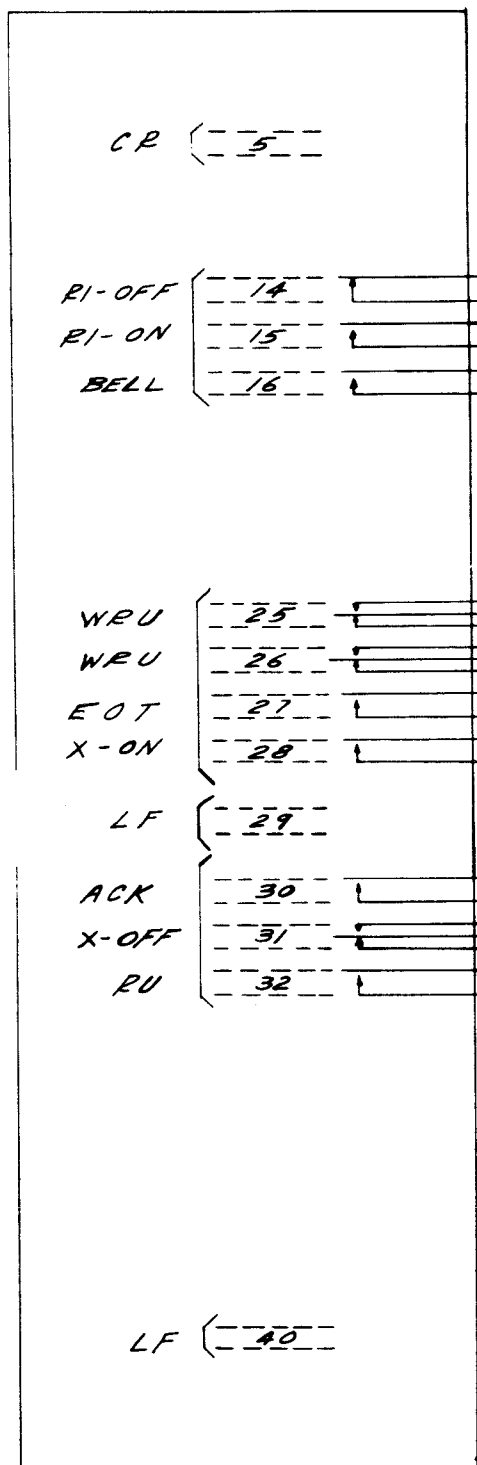 CR 5
RI-OFF 14
RI-ON 15
BELL 16
WRU 25
WRU 26
EOT 27
X-ON 28
LF 29
ACK 30
X-OFF 31
RU 32
LF 40